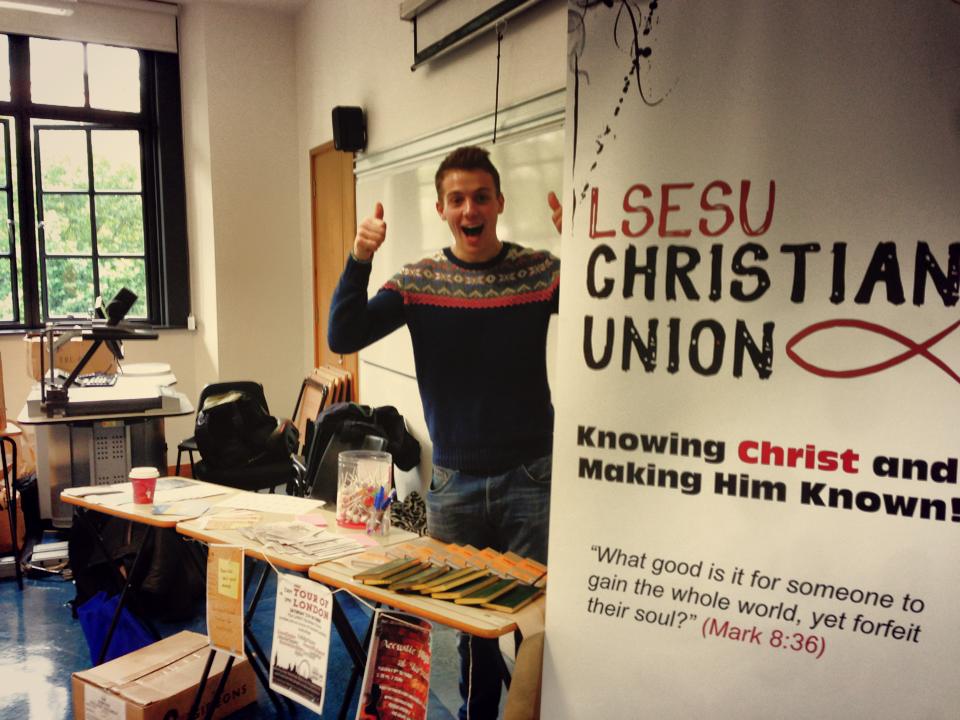 LSESU
CHRISTIAN
UNION
Knowing Christ and
Making Him Known!
“What good is it for someone to
gain the whole world, yet forfeit
their soul?” (Mark 8:36)
TOUR OF
LONDON
Acoustic